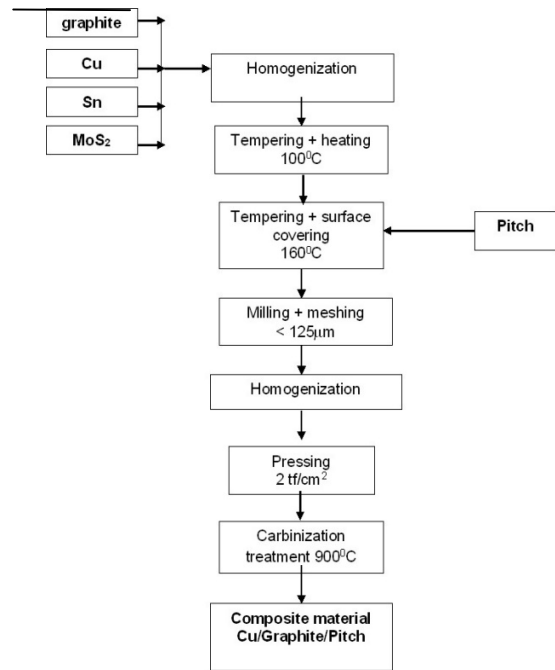 graphite
Cu
Sn
MoS₂
Homogenization
Tempering + heating
100⁰C
Tempering + surface
covering
160⁰C
Pitch
Milling + meshing
< 125μm
Homogenization
Pressing
2 tf/cm²
Carbinization
treatment 900⁰C
Composite material
Cu/Graphite/Pitch